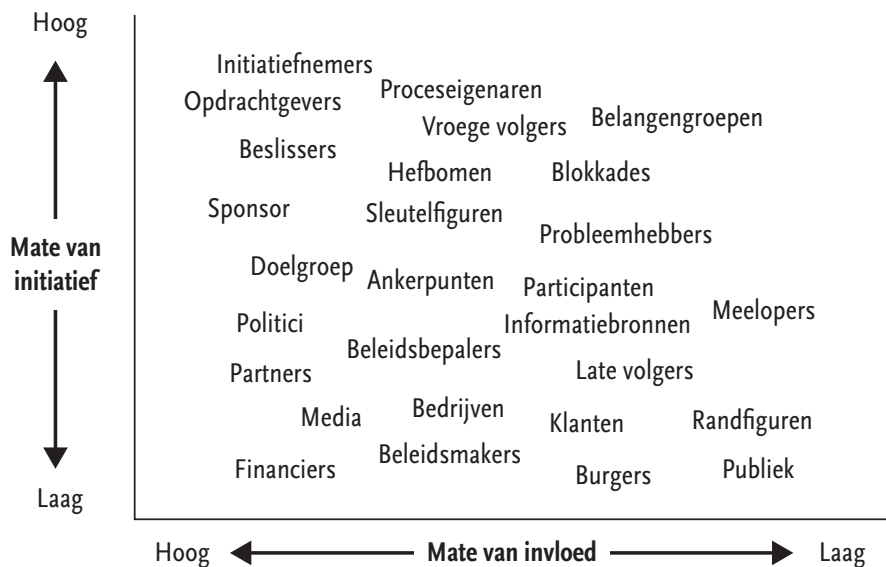 Hoog
Initiatiefnemers
Proceseigenaren
Opdrachtgevers
Vroege volgers
Belangengroepen
Beslissers
Hefbomen
Blokkades
Sponsor
Sleutelfiguren
Probleemhebbers
Mate van
initiatief
Doelgroep
Ankerpunten
Participanten
Meelopers
Politici
Informatiebronnen
Beleidsbepalers
Partners
Late volgers
Media
Bedrijven
Klanten
Randfiguren
Financiers
Beleidsmakers
Burgers
Publiek
Laag
Hoog
Mate van invloed
Laag